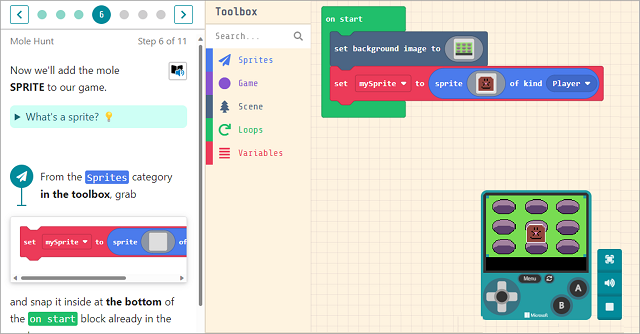 6
Mole Hunt
Step 6 of 11
Now we'll add the mole
SPRITE to our game.
What's a sprite?
From the Sprites category
in the toolbox, grab
set mySprite to sprite of
and snap it inside at the bottom of
the on start block already in the
Toolbox
Search...
Sprites
Game
Scene
Loops
Variables
on start
set background image to
set mySprite to sprite of kind Player
Menu
A
B
Microsoft